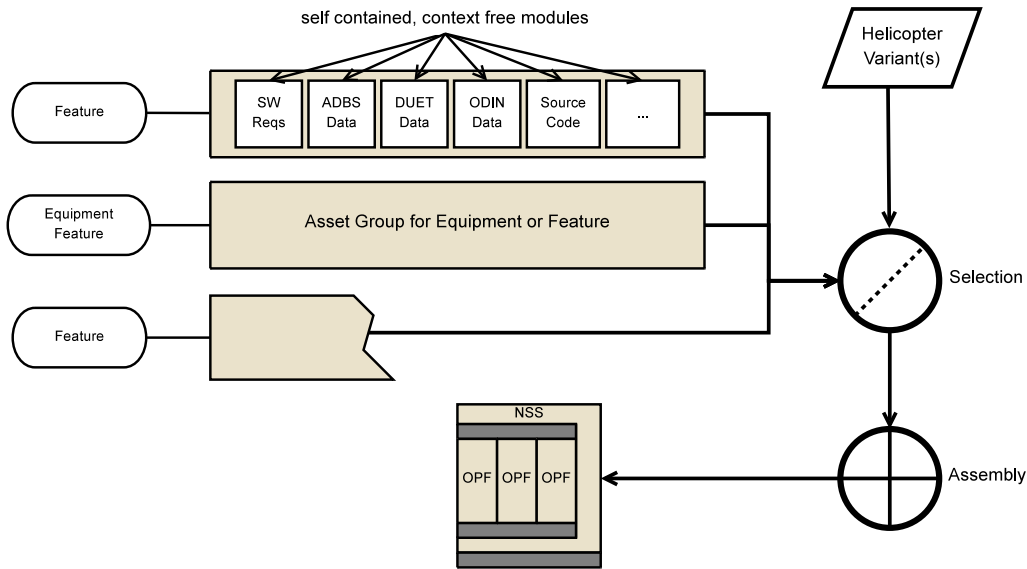 self contained, context free modules
Helicopter
Variant(s)
Feature
SW
Reqs
ADBS
Data
DUET
Data
ODIN
Data
Source
Code
...
Equipment
Feature
Asset Group for Equipment or Feature
Selection
Feature
NSS
OPF OPF OPF
Assembly